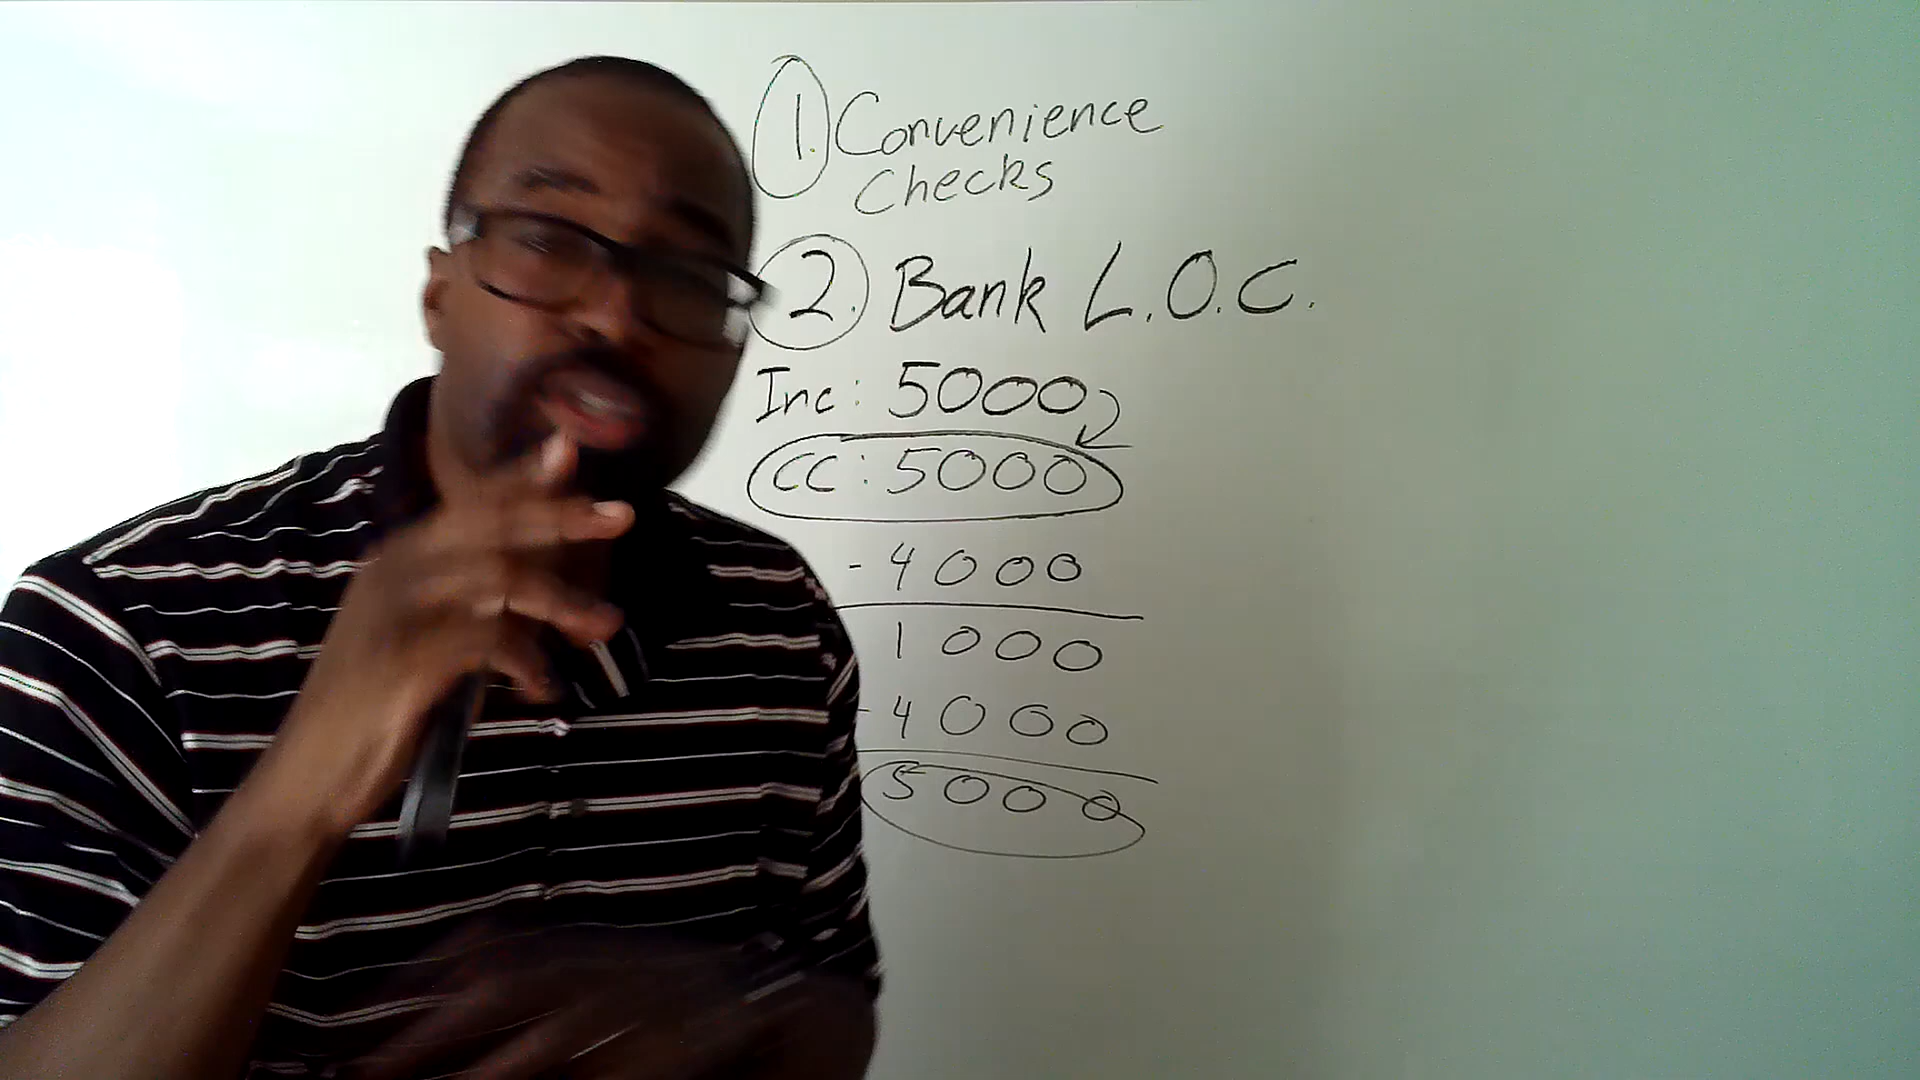 1. Convenience
Checks
2. Bank L.O.C.
Inc: 5000
CC: 5000
- 4000
1000
- 4000
5000